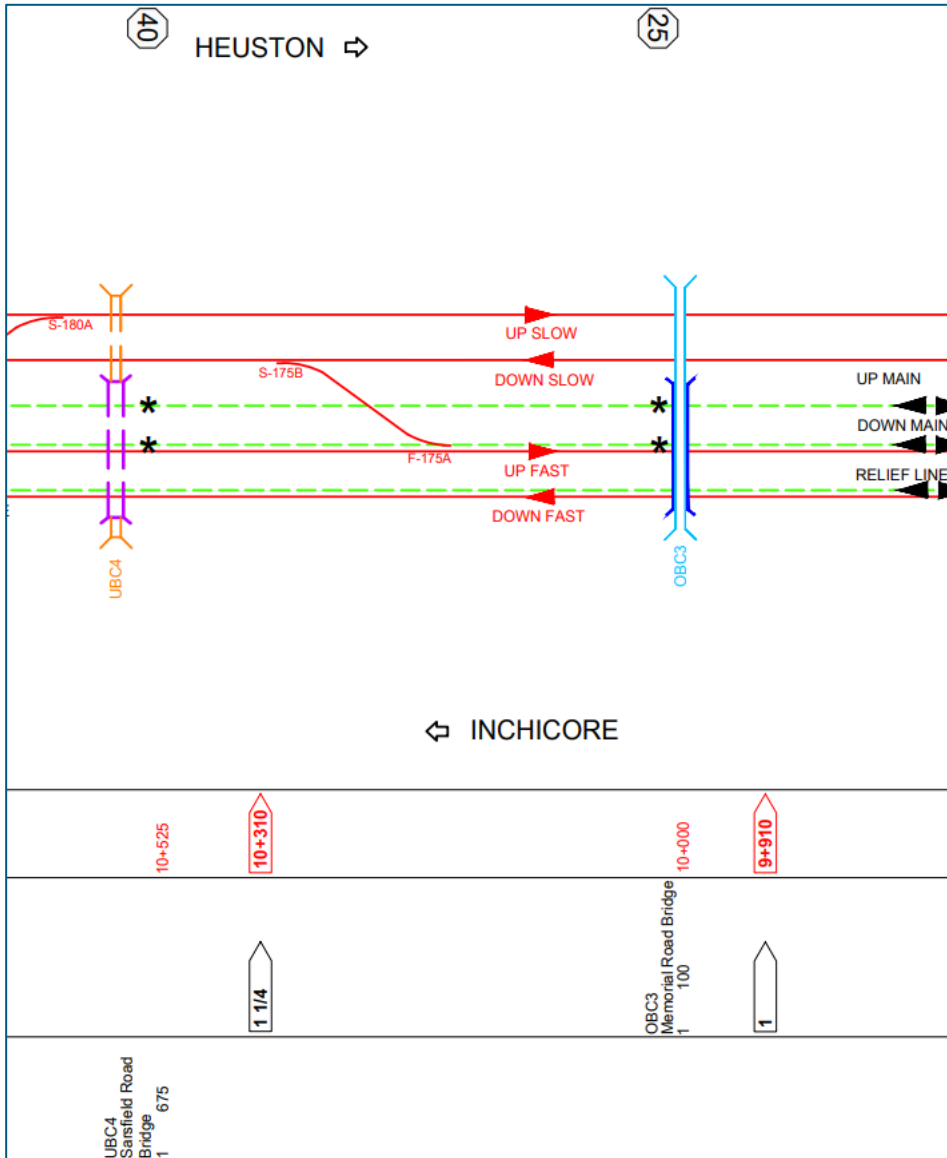 40
25
HEUSTON
S-180A
UP SLOW
S-175B
DOWN SLOW
UP MAIN
*
*
DOWN MAIN
*
*
F-175A
UP FAST
RELIEF LINE
DOWN FAST
UBC4
OBC3
INCHICORE
10+525
10+310
10+000
9+910
1 1/4
OBC3
Memorial Road Bridge
1 100
1
UBC4
Sarsfield Road
Bridge
1 675